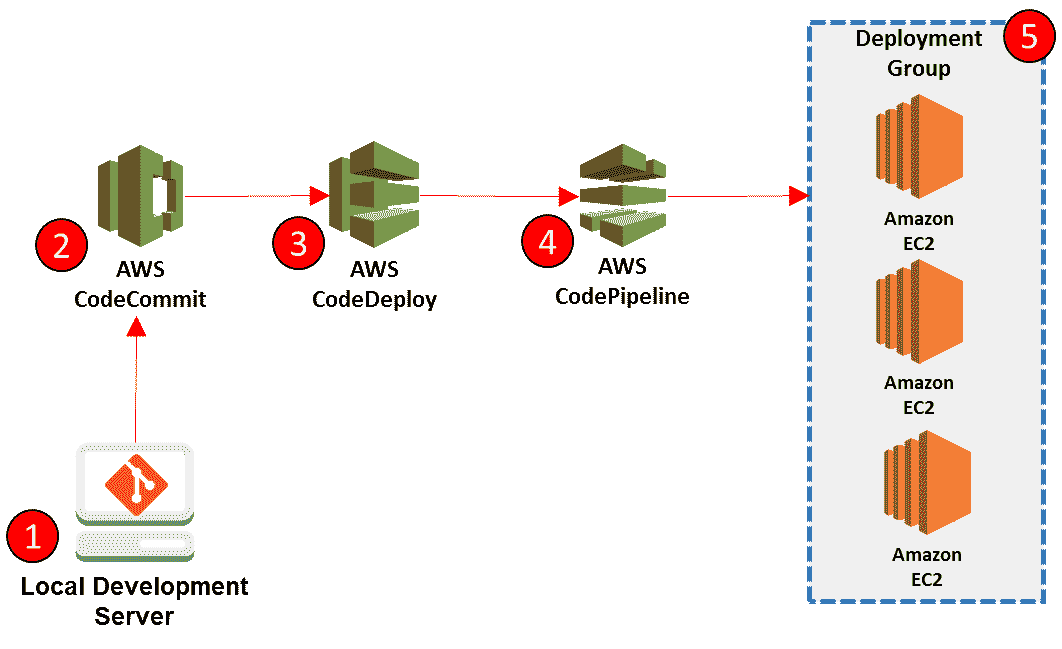 Deployment
Group
5
Amazon
EC2
2
AWS
CodeCommit
3
AWS
CodeDeploy
4
AWS
CodePipeline
Amazon
EC2
1
Local Development
Server
Amazon
EC2